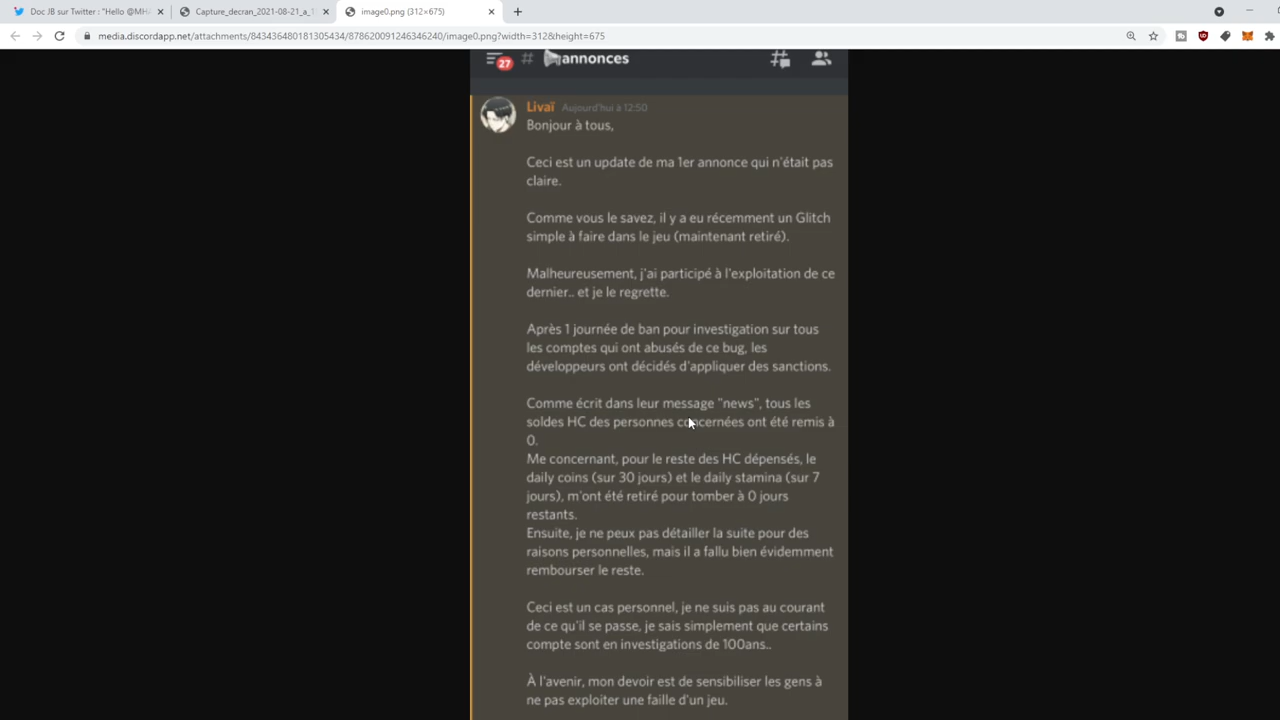 Doc JB sur Twitter : "Hello @MH
Capture_decran_2021-08-21_a_1
image0.png (312×675)
media.discordapp.net/attachments/843436480181305434/878620091246346240/image0.png?width=312&height=675
27 # annonces
Livaï Aujourd'hui à 12:50
Bonjour à tous,
Ceci est un update de ma 1er annonce qui n'était pas
claire.
Comme vous le savez, il y a eu récemment un Glitch
simple à faire dans le jeu (maintenant retiré).
Malheureusement, j'ai participé à l'exploitation de ce
dernier.. et je le regrette.
Après 1 journée de ban pour investigation sur tous
les comptes qui ont abusés de ce bug, les
développeurs ont décidés d'appliquer des sanctions.
Comme écrit dans leur message "news", tous les
soldes HC des personnes concernées ont été remis à
0.
Me concernant, pour le reste des HC dépensés, le
daily coins (sur 30 jours) et le daily stamina (sur 7
jours), m'ont été retiré pour tomber à 0 jours
restants.
Ensuite, je ne peux pas détailler la suite pour des
raisons personnelles, mais il a fallu bien évidemment
rembourser le reste.
Ceci est un cas personnel, je ne suis pas au courant
de ce qu'il se passe, je sais simplement que certains
compte sont en investigations de 100ans..
À l'avenir, mon devoir est de sensibiliser les gens à
ne pas exploiter une faille d'un jeu.